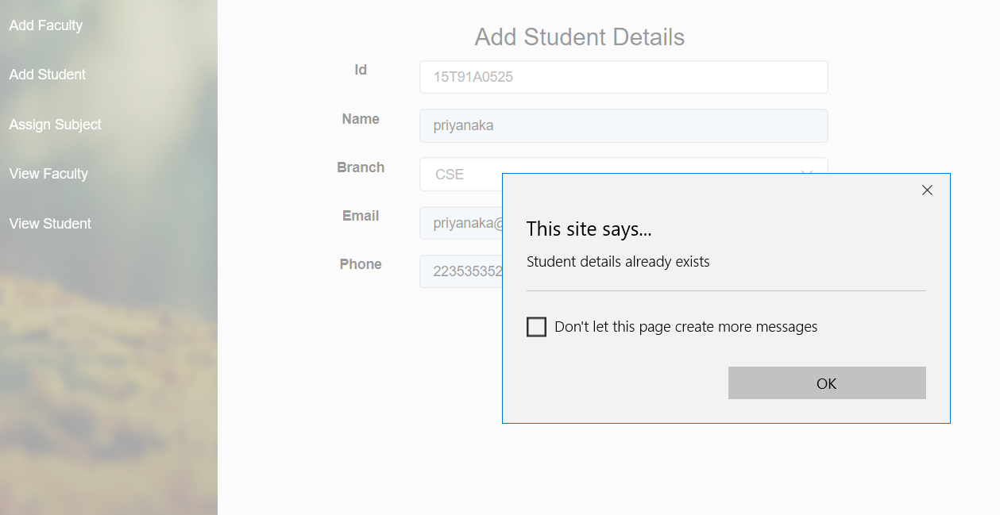 Add Faculty
Add Student
Assign Subject
View Faculty
View Student
Add Student Details
Id
15T91A0525
Name
priyanaka
Branch
CSE
Email
priyanaka@
Phone
223535352
This site says...
Student details already exists
Don't let this page create more messages
OK